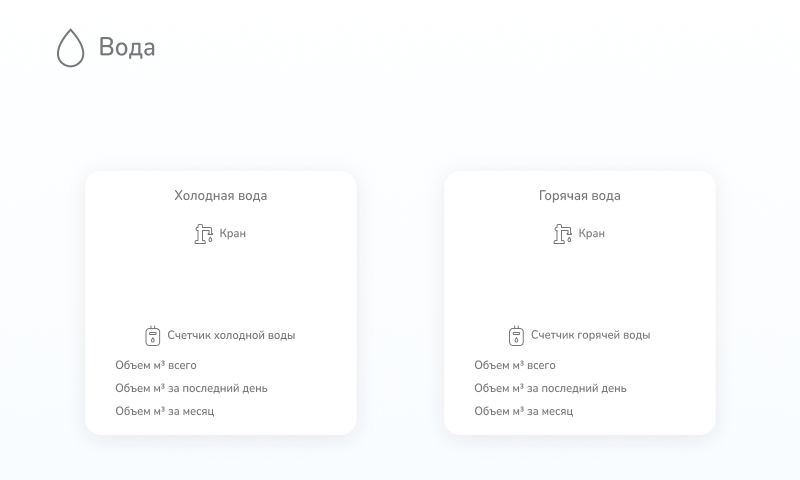 Вода
Холодная вода
Кран
Счетчик холодной воды
Объем м³ всего
Объем м³ за последний день
Объем м³ за месяц
Горячая вода
Кран
Счетчик горячей воды
Объем м³ всего
Объем м³ за последний день
Объем м³ за месяц